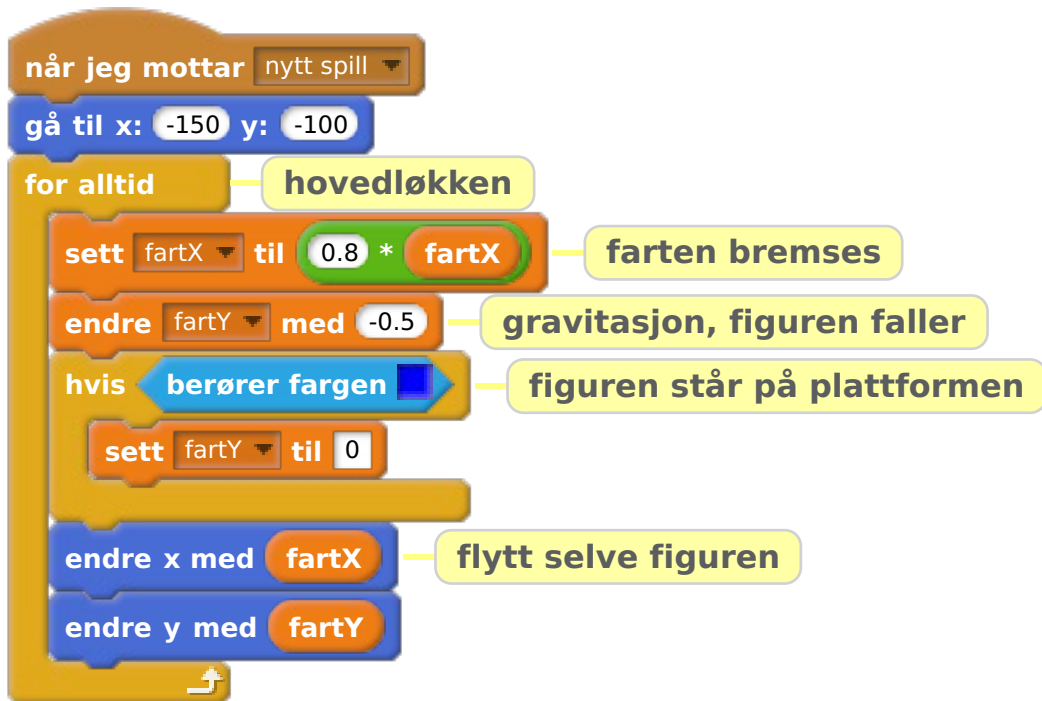 når jeg mottar nytt spill
gå til x: -150 y: -100
for alltid hovedløkken
sett fartX til 0.8 * fartX farten bremses
endre fartY med -0.5 gravitasjon, figuren faller
hvis berører fargen figuren står på plattformen
sett fartY til 0
endre x med fartX flytt selve figuren
endre y med fartY